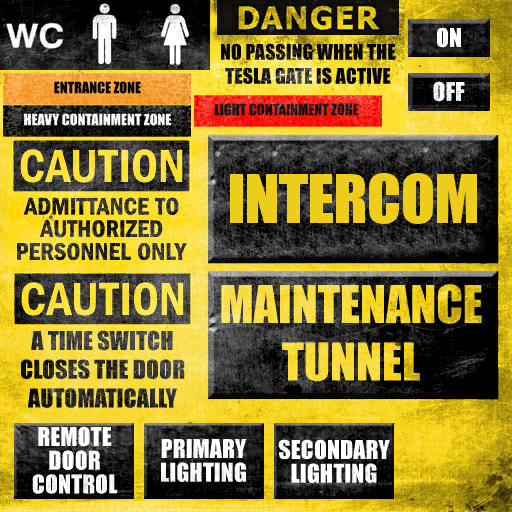 WC
DANGER
NO PASSING WHEN THE
TESLA GATE IS ACTIVE
ON
OFF
ENTRANCE ZONE
HEAVY CONTAINMENT ZONE
LIGHT CONTAINMENT ZONE
CAUTION
ADMITTANCE TO
AUTHORIZED
PERSONNEL ONLY
INTERCOM
CAUTION
A TIME SWITCH
CLOSES THE DOOR
AUTOMATICALLY
MAINTENANCE
TUNNEL
REMOTE
DOOR
CONTROL
PRIMARY
LIGHTING
SECONDARY
LIGHTING